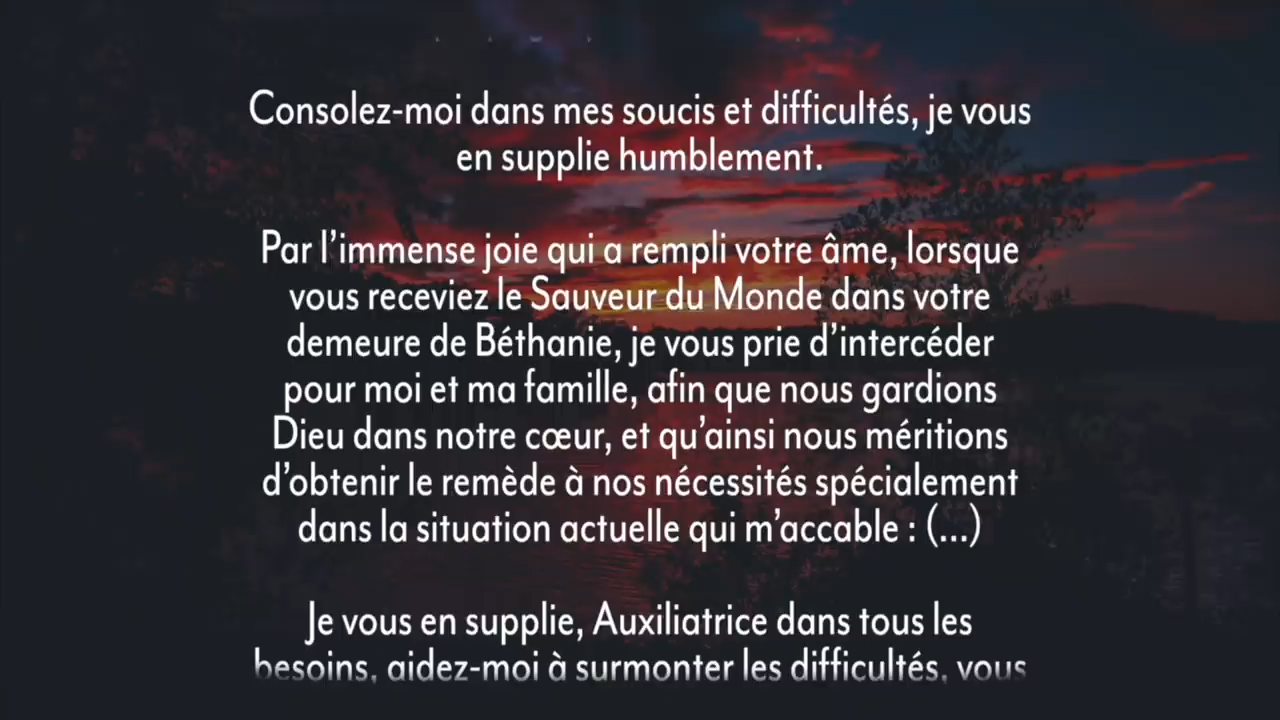 Consolez-moi dans mes soucis et difficultés, je vous
en supplie humblement.
Par l’immense joie qui a rempli votre âme, lorsque
vous receviez le Sauveur du Monde dans votre
demeure de Béthanie, je vous prie d’intercéder
pour moi et ma famille, afin que nous gardions
Dieu dans notre cœur, et qu’ainsi nous méritions
d’obtenir le remède à nos nécessités spécialement
dans la situation actuelle qui m’accable : (...)
Je vous en supplie, Auxiliatrice dans tous les
besoins, aidez-moi à surmonter les difficultés, vous